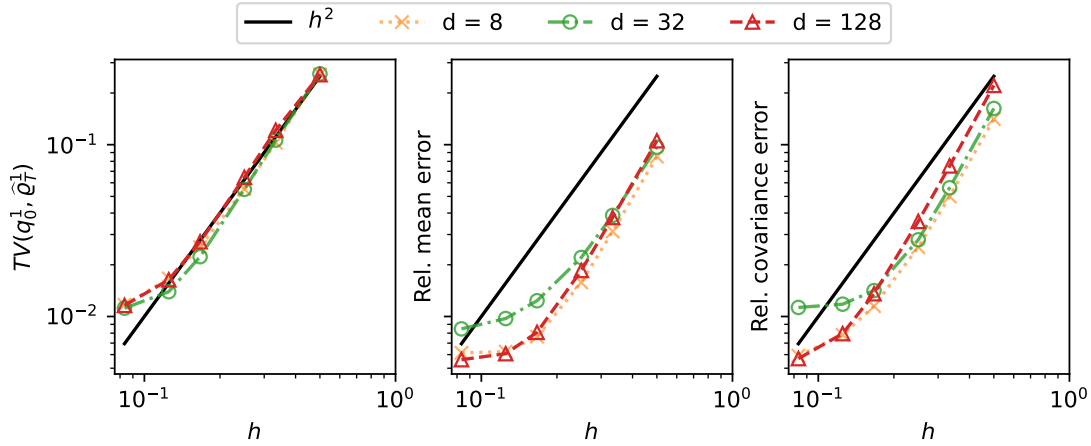 h² d = 8 d = 32 d = 128
TV(q₀¹, ϱ̂_T¹)
10⁻¹
10⁻²
10⁻¹ 10⁰
h
Rel. mean error
10⁻¹ 10⁰
h
Rel. covariance error
10⁻¹ 10⁰
h